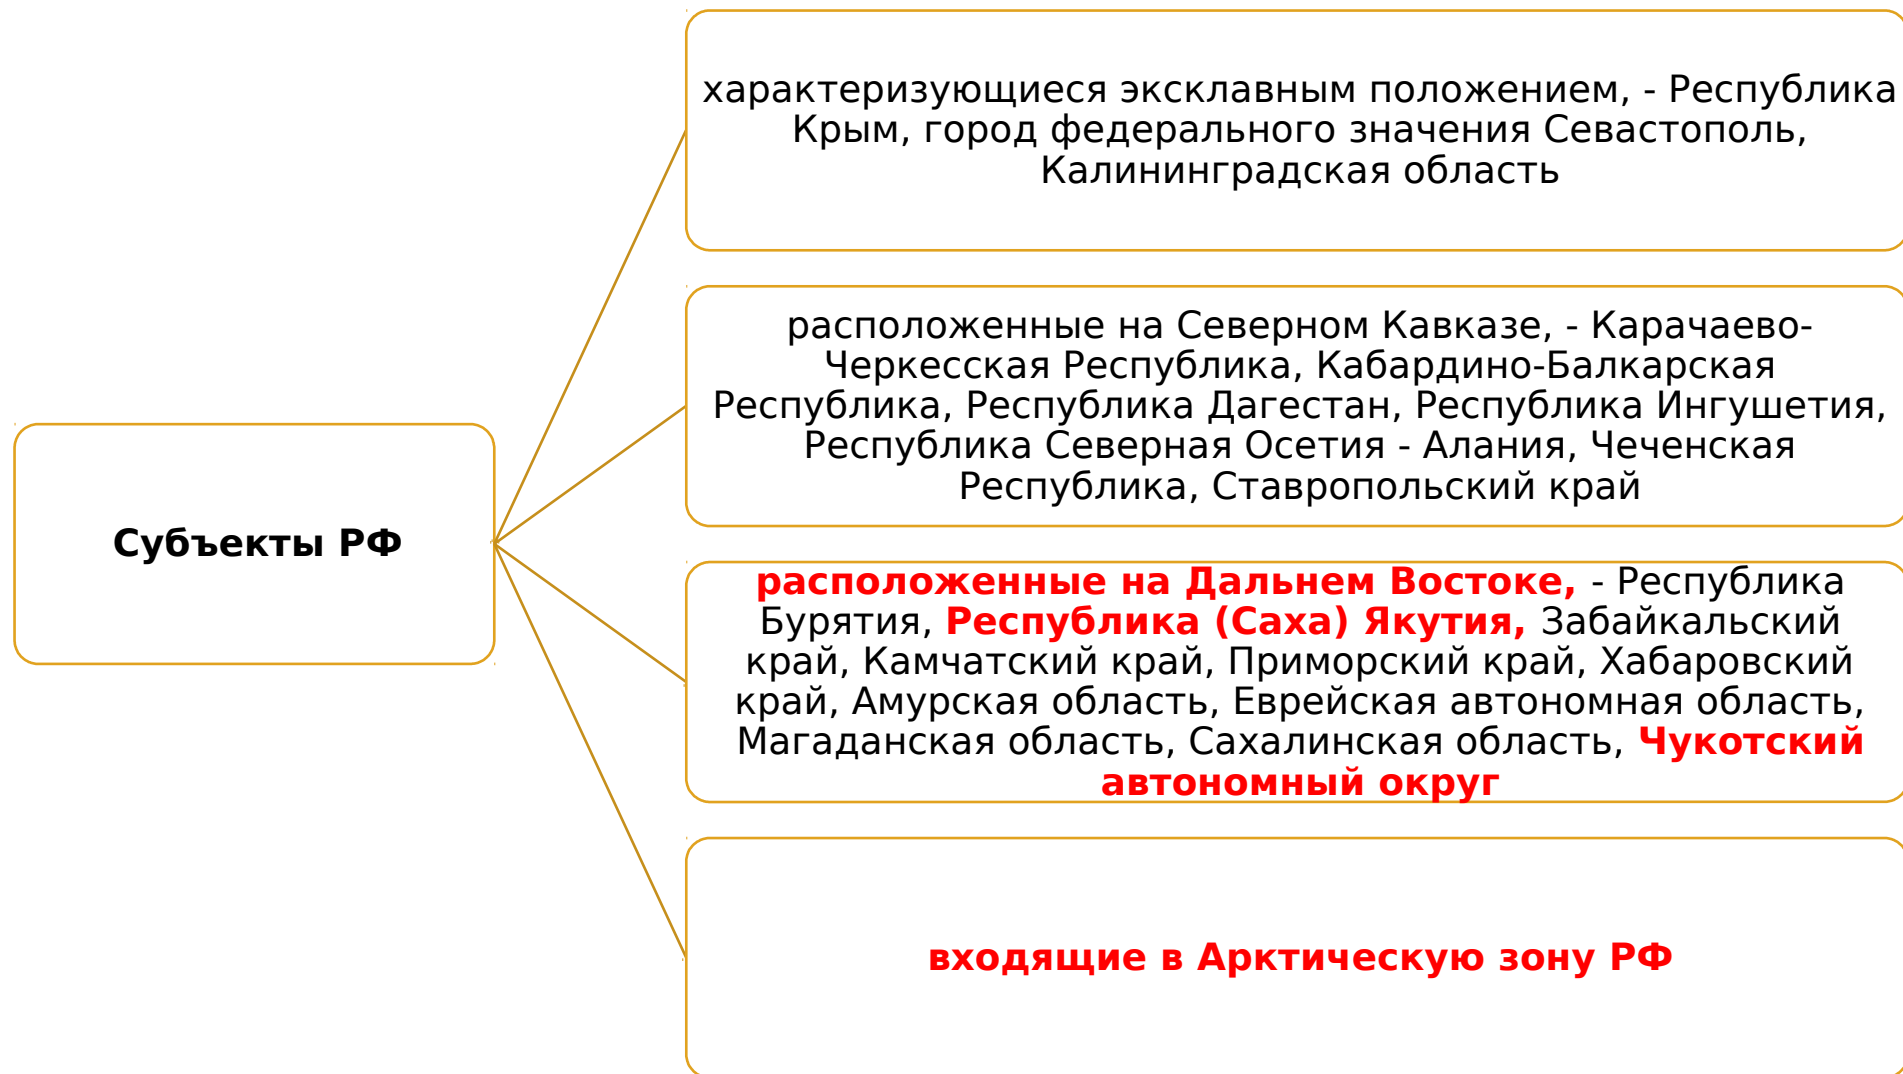 Субъекты РФ
характеризующиеся эксклавным положением, - Республика
Крым, город федерального значения Севастополь,
Калининградская область
расположенные на Северном Кавказе, - Карачаево-
Черкесская Республика, Кабардино-Балкарская
Республика, Республика Дагестан, Республика Ингушетия,
Республика Северная Осетия - Алания, Чеченская
Республика, Ставропольский край
расположенные на Дальнем Востоке, - Республика
Бурятия, Республика (Саха) Якутия, Забайкальский
край, Камчатский край, Приморский край, Хабаровский
край, Амурская область, Еврейская автономная область,
Магаданская область, Сахалинская область, Чукотский
автономный округ
входящие в Арктическую зону РФ